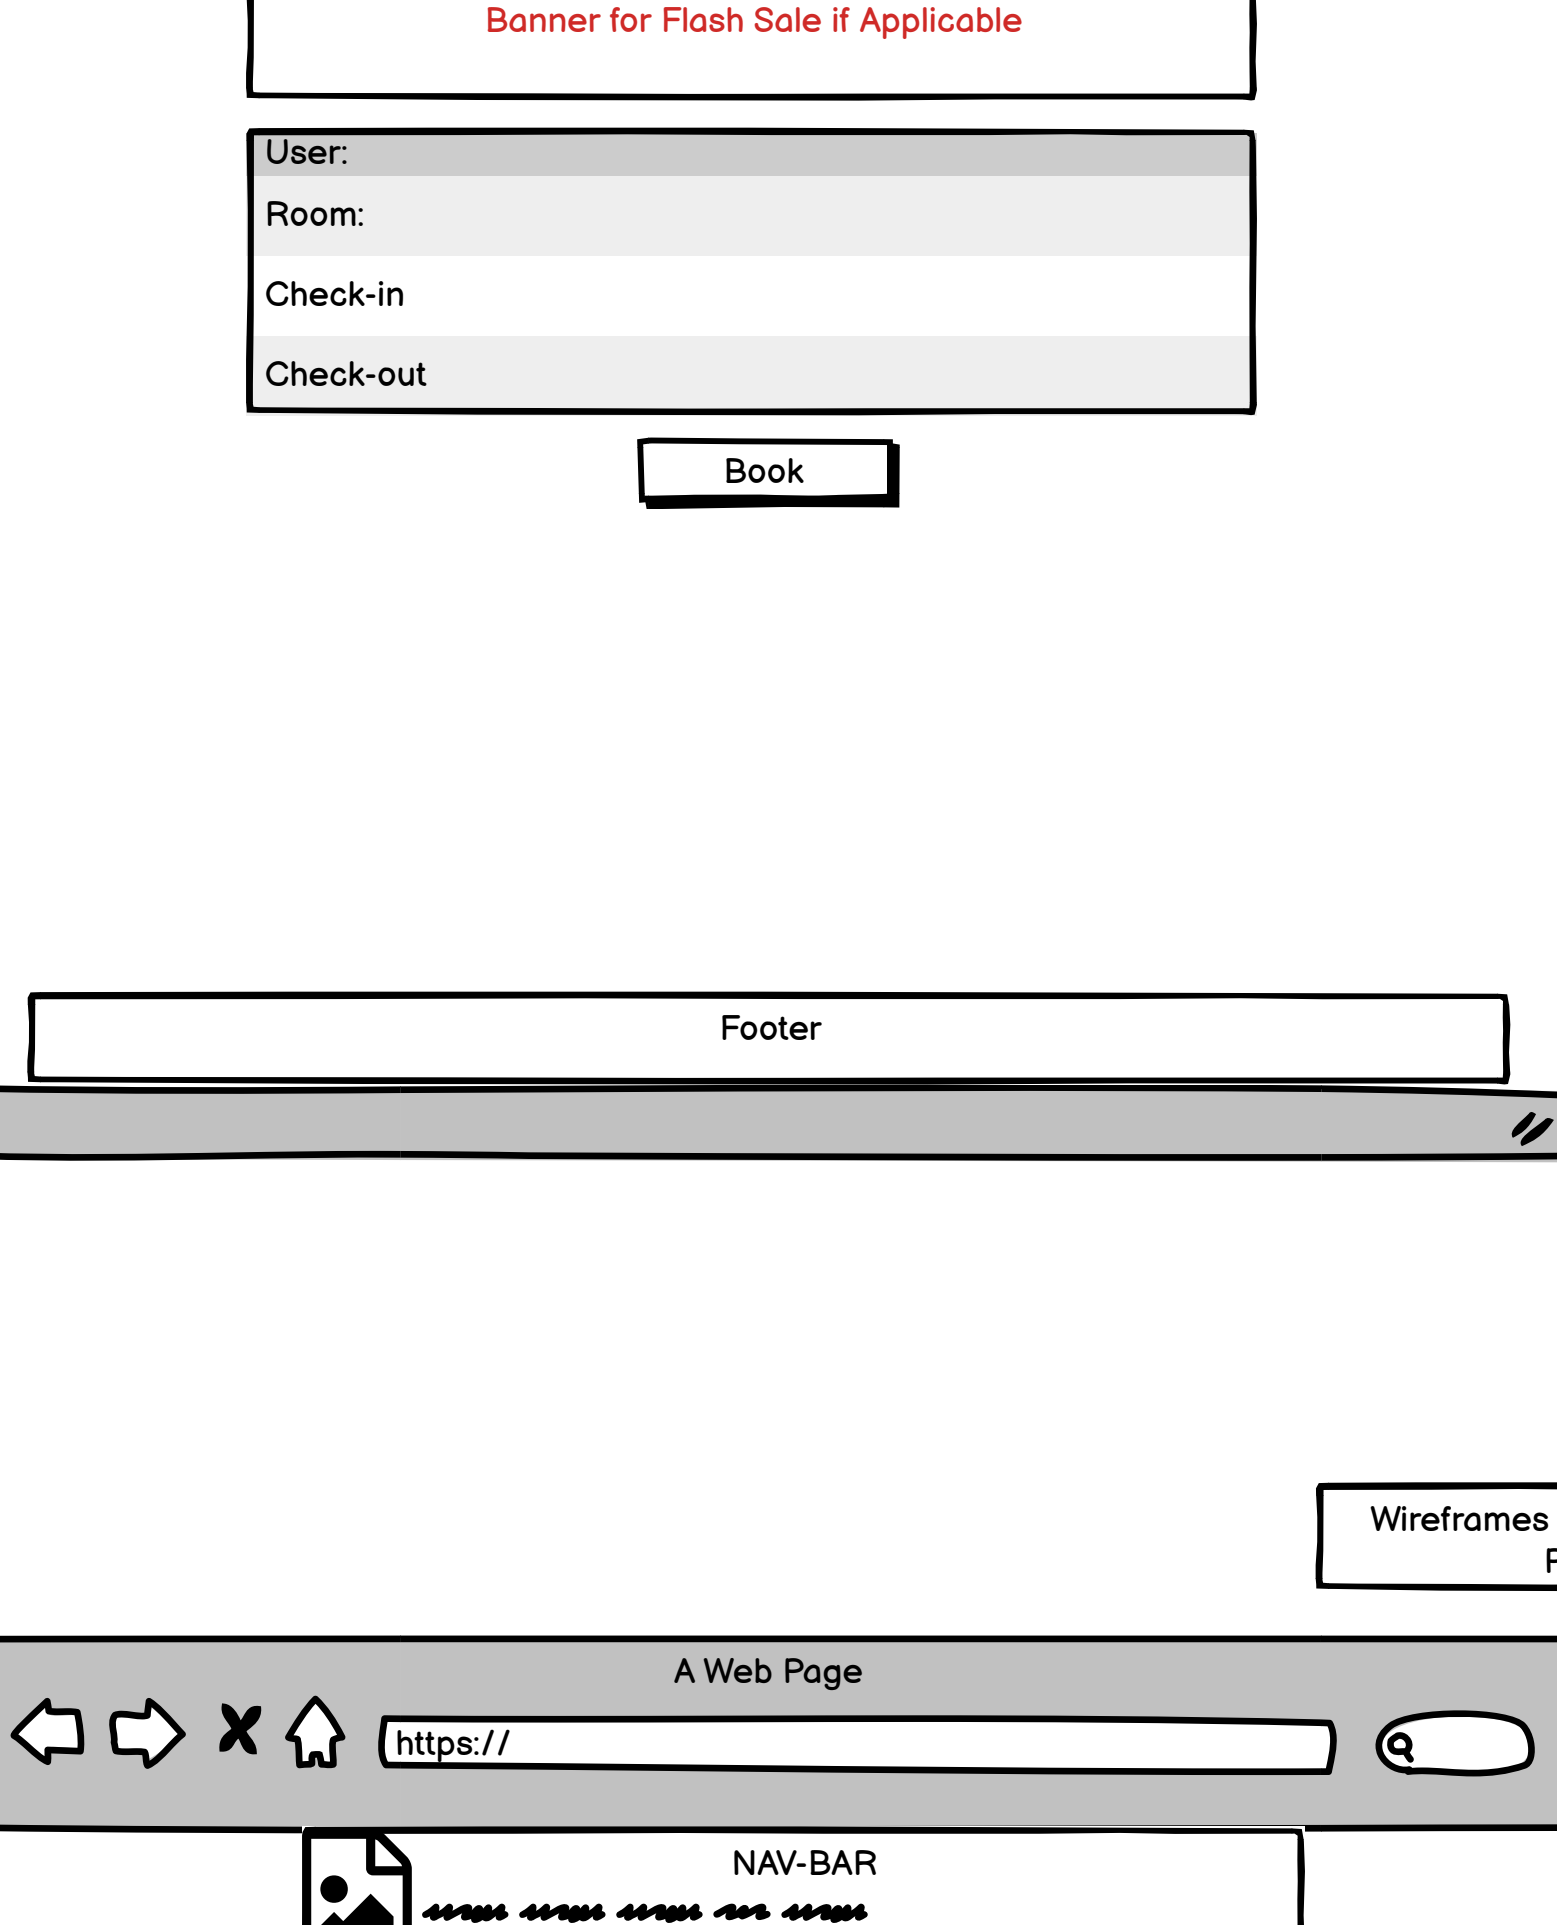 Banner for Flash Sale if Applicable
User:
Room:
Check-in
Check-out
Book
Footer
Wireframes
A Web Page
https://
NAV-BAR